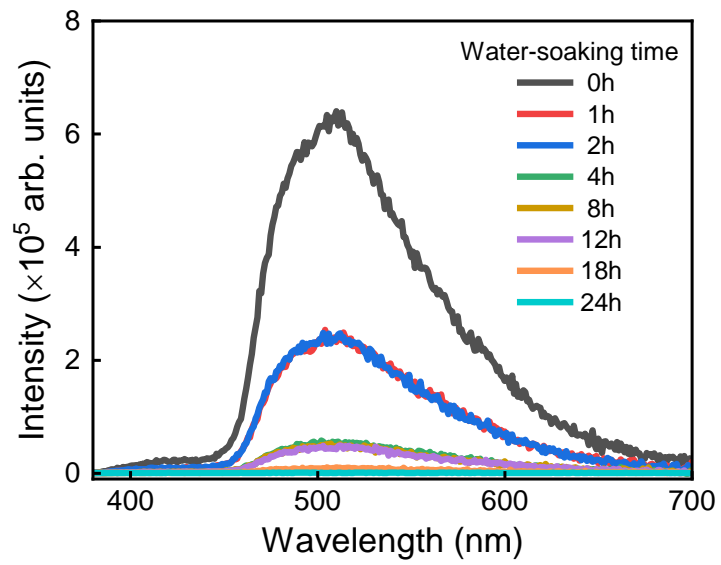 8
6
4
2
0
Intensity (×10⁵ arb. units)
Water-soaking time
0h
1h
2h
4h
8h
12h
18h
24h
400 500 600 700
Wavelength (nm)